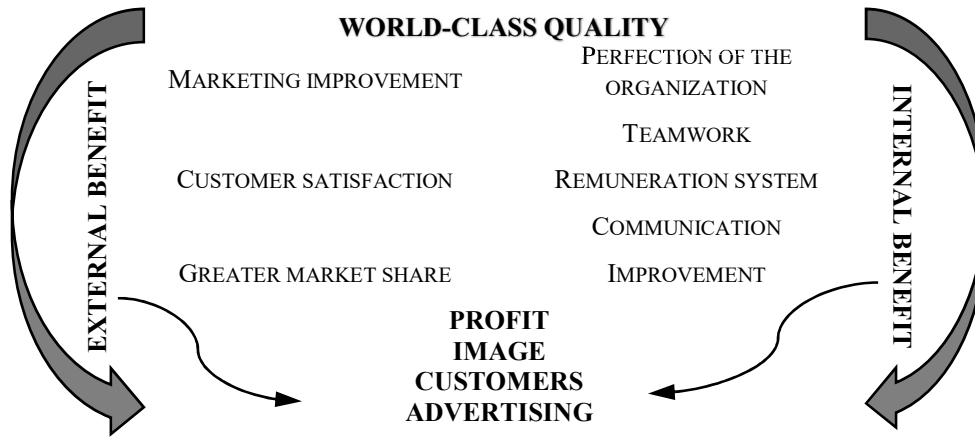 WORLD-CLASS QUALITY
EXTERNAL BENEFIT
MARKETING IMPROVEMENT
CUSTOMER SATISFACTION
GREATER MARKET SHARE
PERFECTION OF THE
ORGANIZATION
TEAMWORK
REMUNERATION SYSTEM
COMMUNICATION
IMPROVEMENT
INTERNAL BENEFIT
PROFIT
IMAGE
CUSTOMERS
ADVERTISING